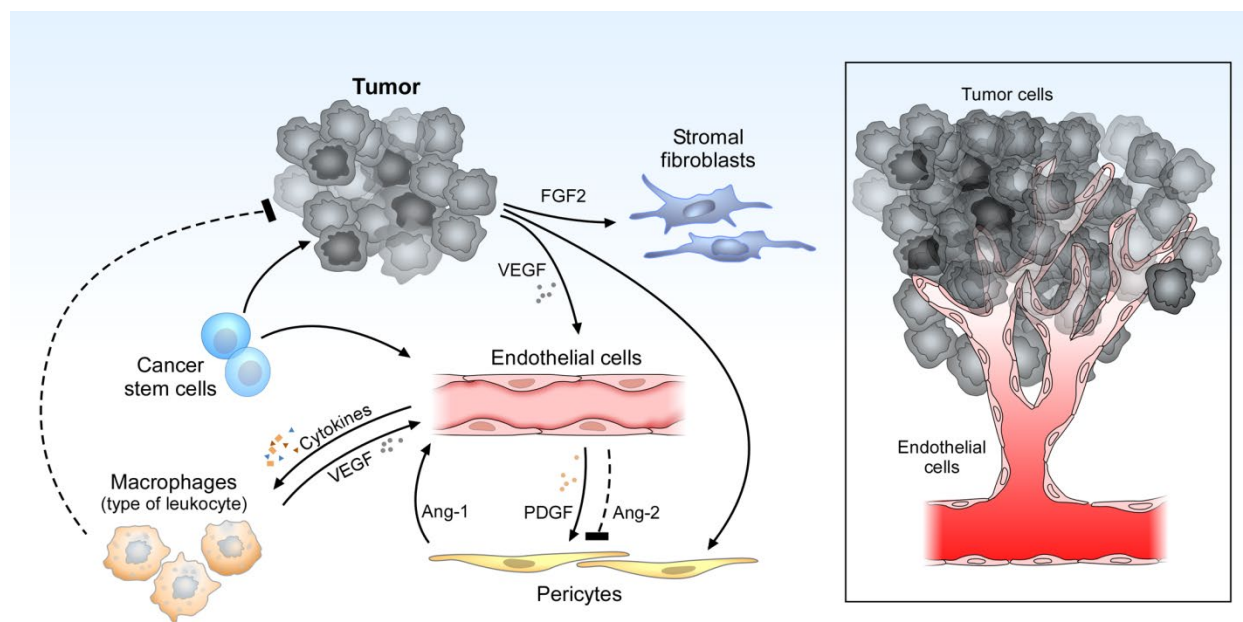 Tumor
Stromal
fibroblasts
FGF2
VEGF
Cancer
stem cells
Endothelial cells
Cytokines
VEGF
Macrophages
(type of leukocyte)
Ang-1
PDGF
Ang-2
Pericytes
Tumor cells
Endothelial
cells